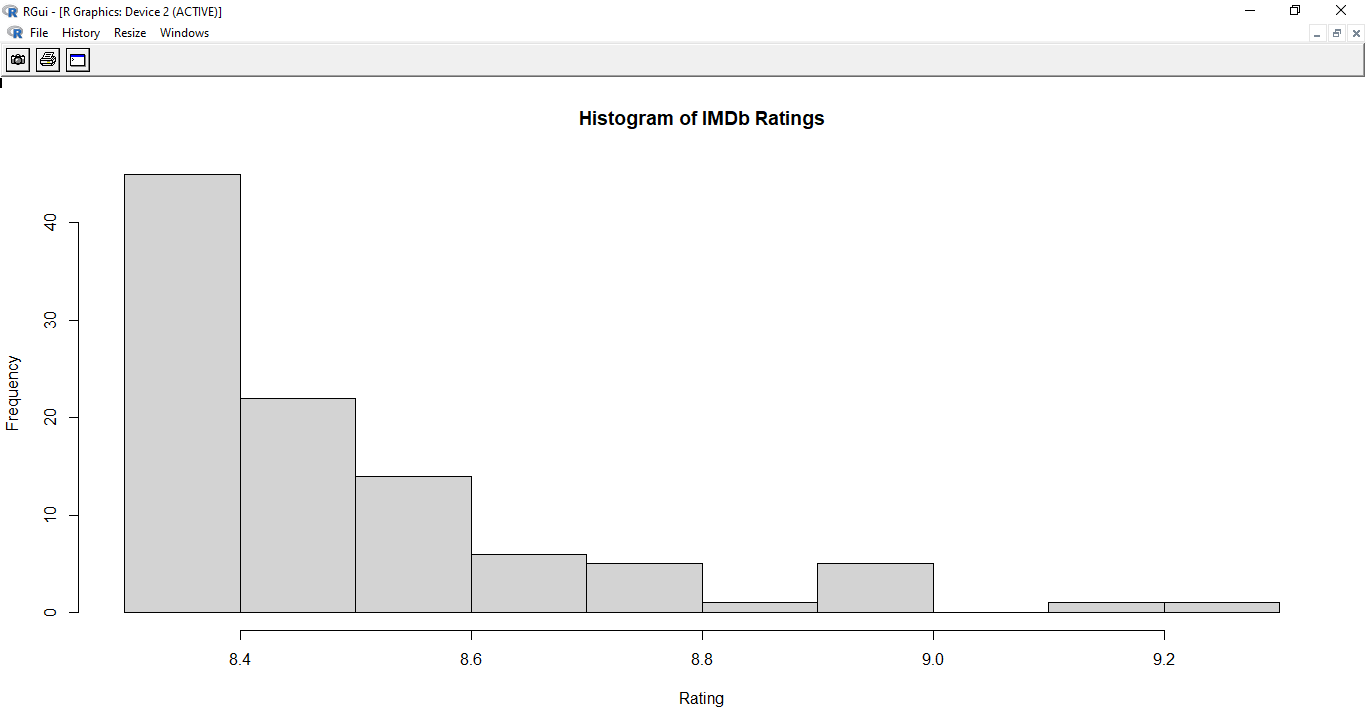 RGui - [R Graphics: Device 2 (ACTIVE)]
File History Resize Windows
Histogram of IMDb Ratings
Frequency
40
30
20
10
0
8.4 8.6 8.8 9.0 9.2
Rating